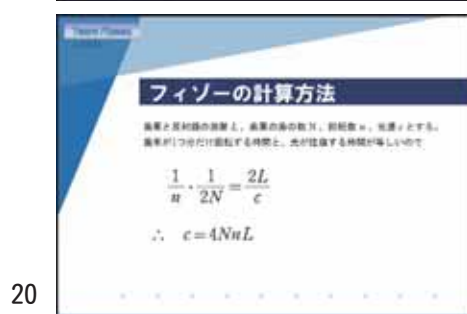 フィゾーの計算方法
歯車と反射鏡の距離 L，歯車の歯の数 N，回転数 n，光速 c とする。
歯車が1つ分だけ回転する時間と，光が往復する時間が等しいので
1/n · 1/2N = 2L/c
∴ c=4NnL
20